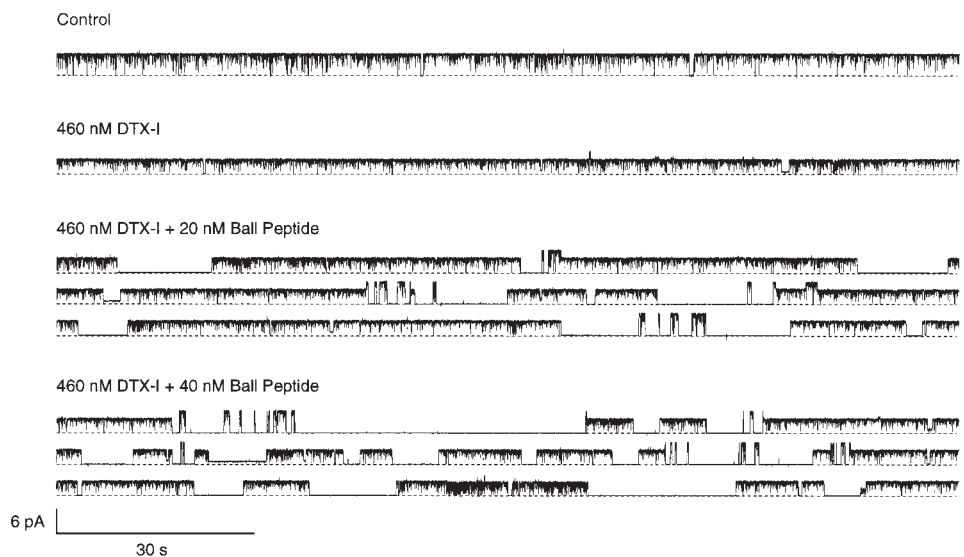 Control
460 nM DTX-I
460 nM DTX-I + 20 nM Ball Peptide
460 nM DTX-I + 40 nM Ball Peptide
6 pA
30 s